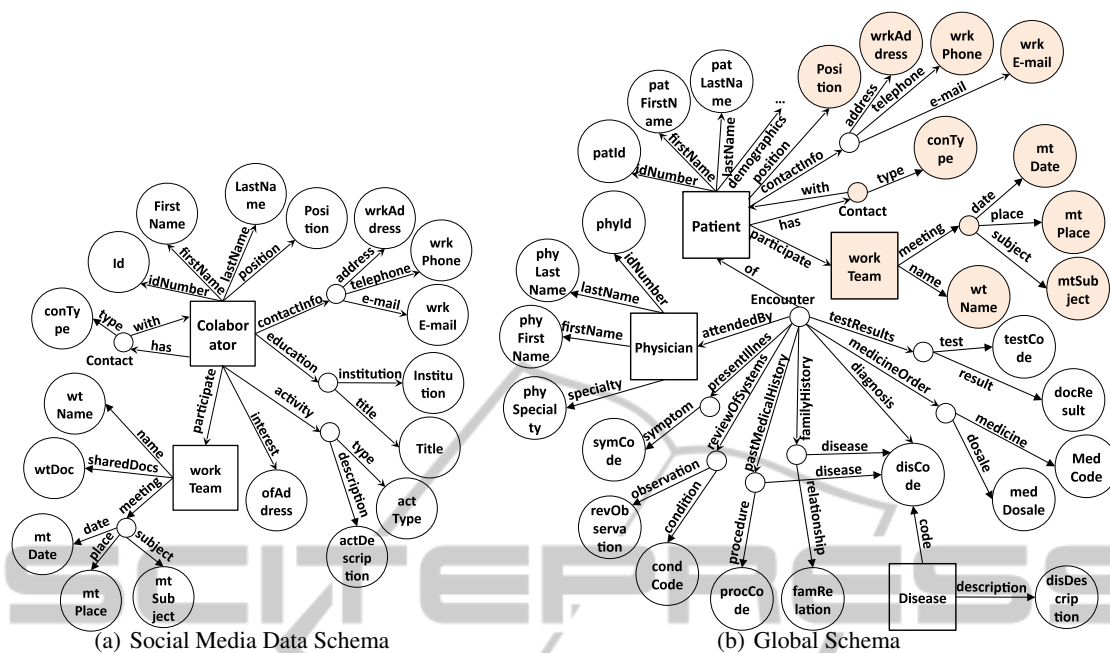 Id
First
Name
LastNa
me
Posi
tion
wrkAd
dress
wrk
Phone
wrk
E-mail
idNumber
firstName
lastName
position
contactInfo
address
telephone
e-mail
conTy
pe
type
with
has
Contact
Colabor
ator
education
institution
Institu
tion
title
Title
activity
type
act
Type
description
actDe
scrip
tion
interest
ofAd
dress
participate
work
Team
name
wt
Name
sharedDocs
wtDoc
meeting
date
mt
Date
place
mt
Place
subject
mt
Sub
ject
(a) Social Media Data Schema
patId
pat
FirstN
ame
pat
LastNa
me
...
Posi
tion
wrkAd
dress
wrk
Phone
wrk
E-mail
idNumber
firstName
lastName
demographics
position
contactInfo
address
telephone
e-mail
Patient
with
has
Contact
type
conTy
pe
participate
work
Team
meeting
date
mt
Date
place
mt
Place
subject
mtSub
ject
name
wt
Name
of
Encounter
attendedBy
Physician
idNumber
phyId
lastName
phy
Last
Name
firstName
phy
First
Name
specialty
phy
Special
ty
presentIllnes
symptom
symCo
de
reviewOfSystems
observation
revOb
serva
tion
condition
cond
Code
pastMedicalHistory
disease
procedure
procCo
de
familyHistory
disease
relationship
famRe
lation
diagnosis
disCo
de
medicineOrder
medicine
Med
Code
dosale
med
Dosale
testResults
test
testCo
de
result
docRe
sult
code
Disease
description
disDes
crip
tion
(b) Global Schema
SCITEPRESS